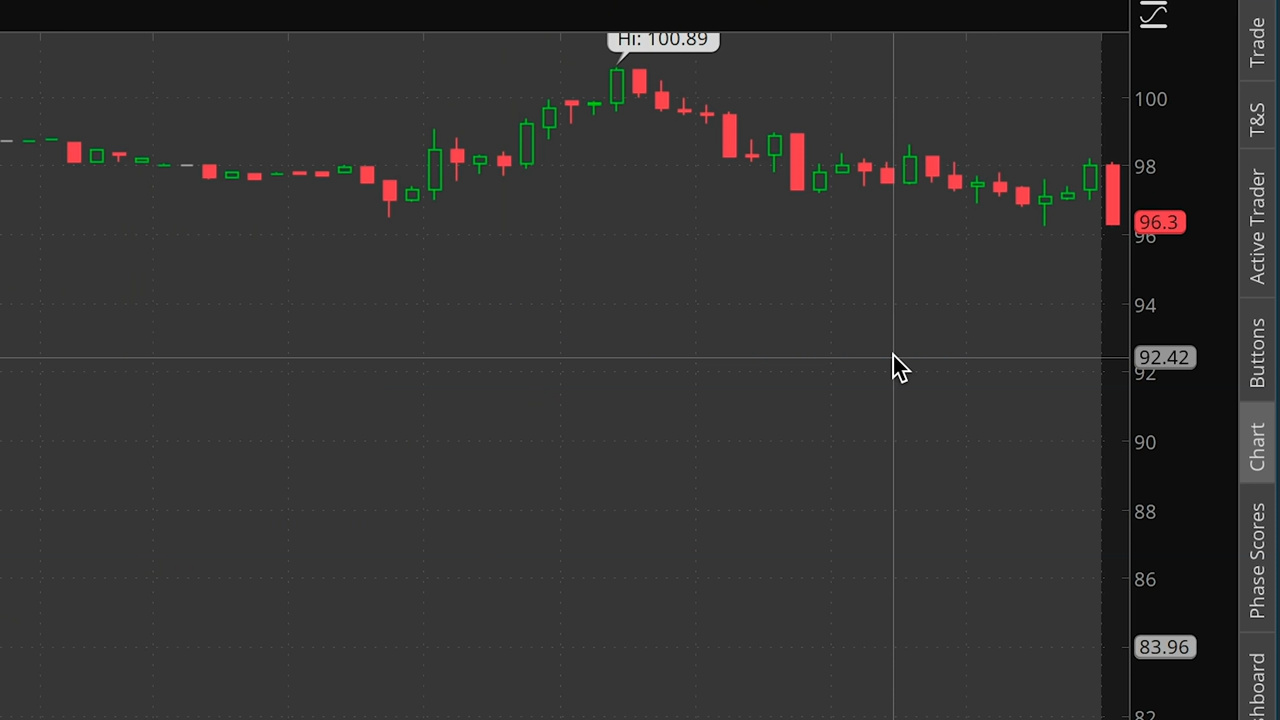 Hi: 100.89
100
98
96.3
96
94
92.42
92
90
88
86
83.96
82
Trade
T&S
Active Trader
Buttons
Chart
Phase Scores
hboard